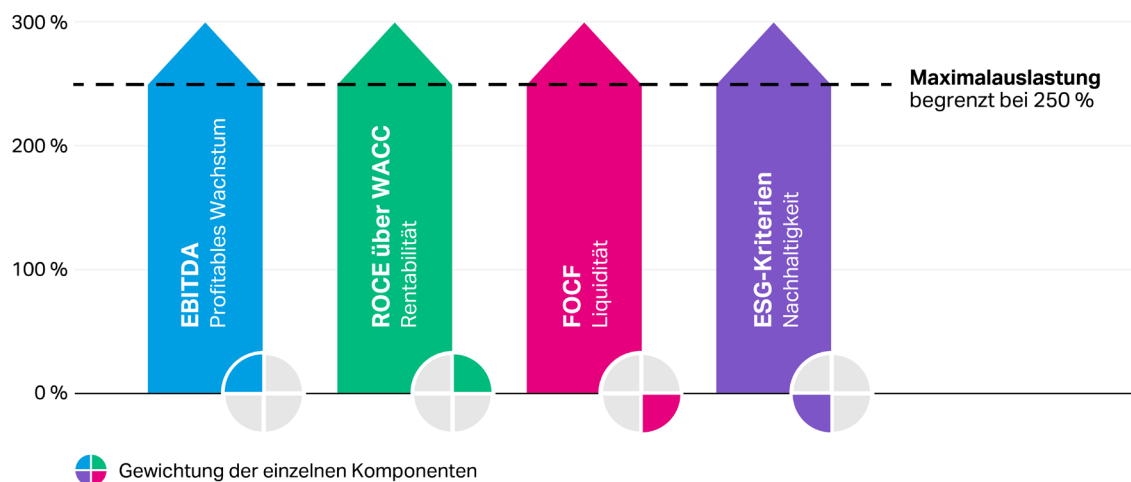 300 %
Maximalauslastung
begrenzt bei 250 %
200 %
100 %
0 %
EBITDA
Profitables Wachstum
ROCE über WACC
Rentabilität
FOCF
Liquidität
ESG-Kriterien
Nachhaltigkeit
Gewichtung der einzelnen Komponenten